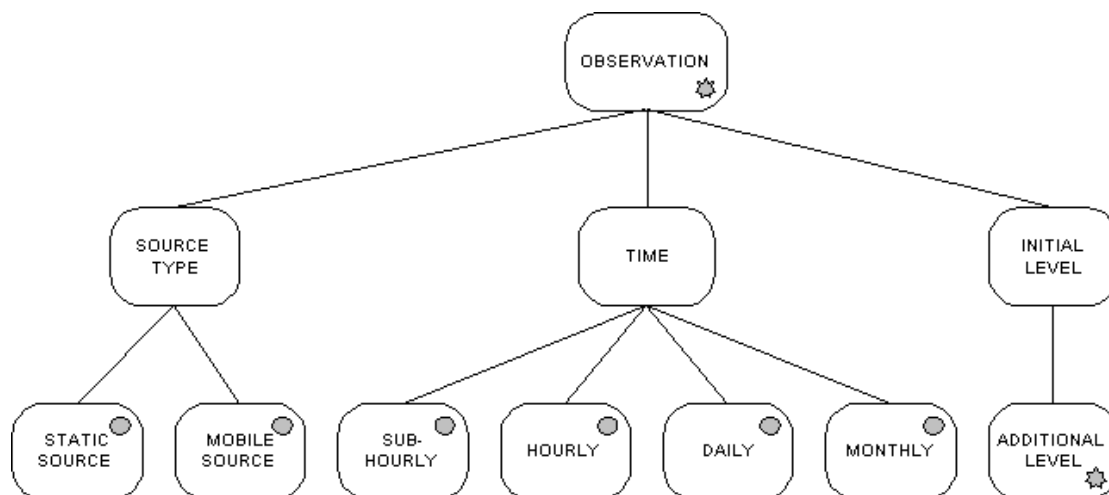 OBSERVATION
SOURCE
TYPE
TIME
INITIAL
LEVEL
STATIC
SOURCE
MOBILE
SOURCE
SUB-
HOURLY
HOURLY
DAILY
MONTHLY
ADDITIONAL
LEVEL